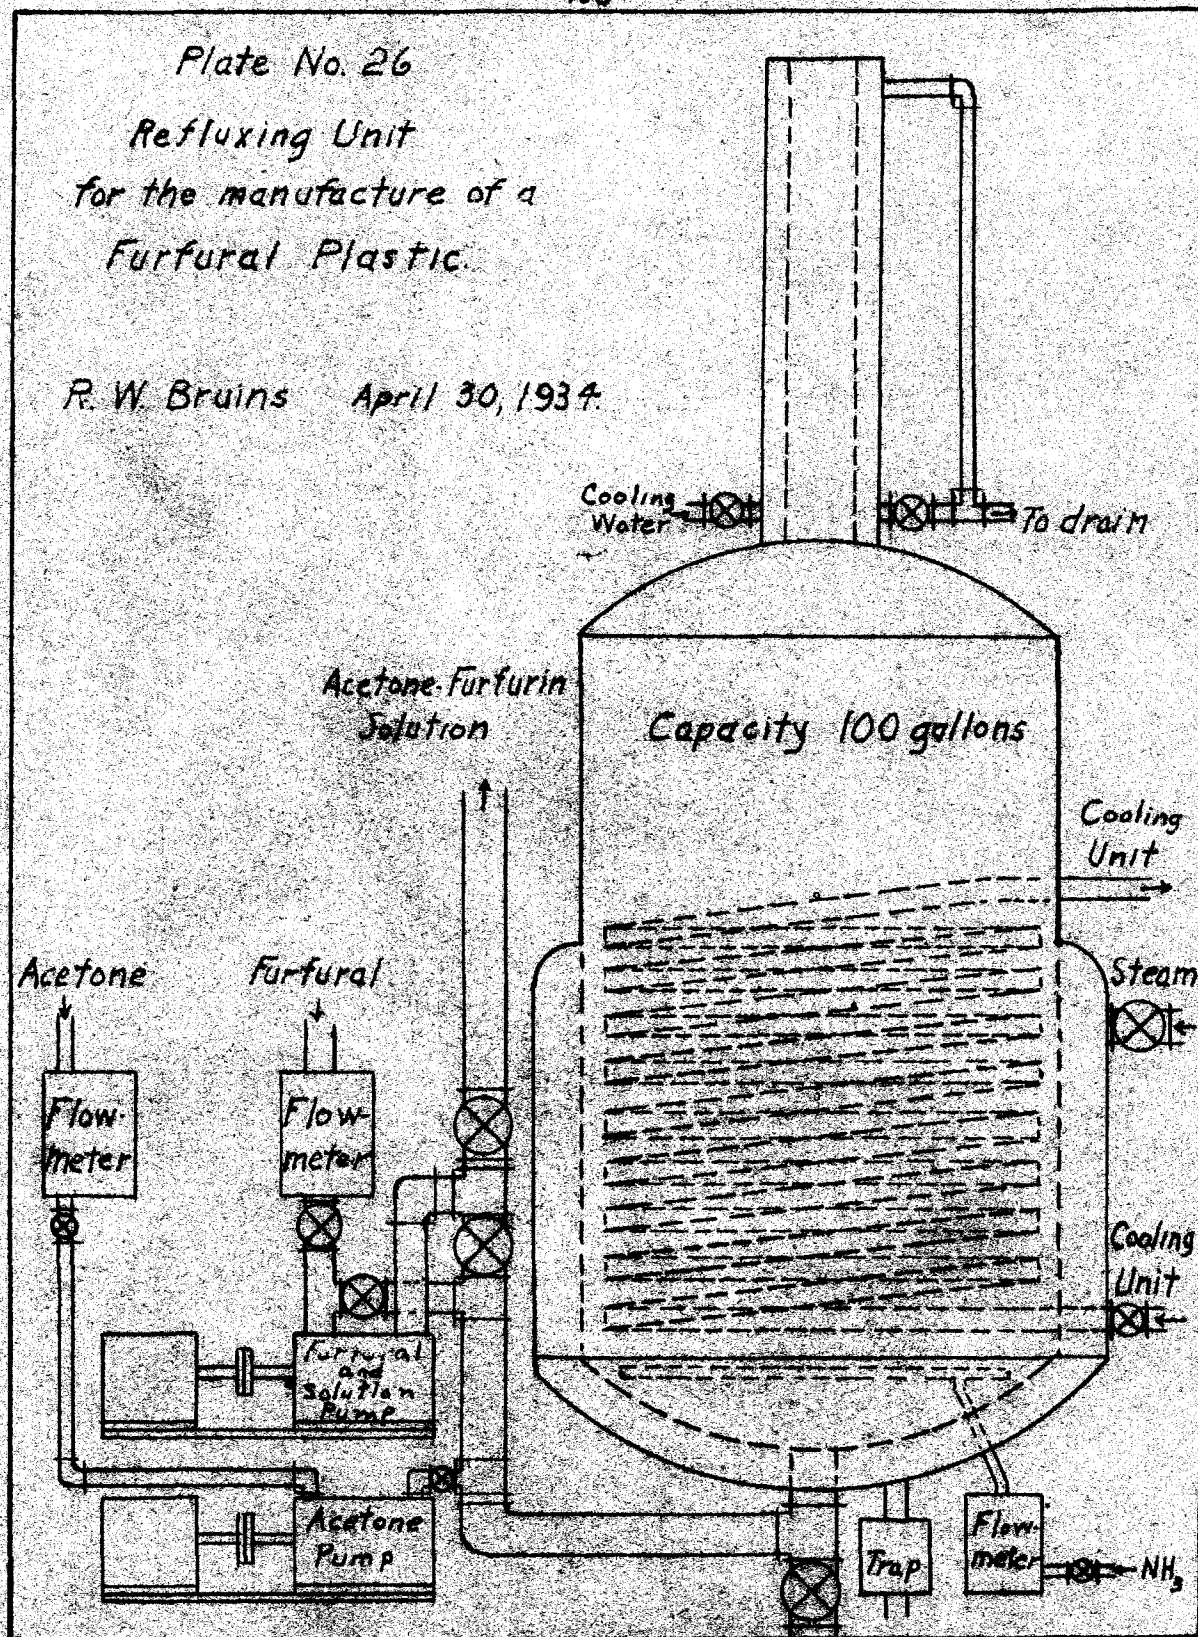 Plate No. 26
Refluxing Unit
for the manufacture of a
Furfural Plastic.
R. W. Bruins April 30, 1934.
Cooling
Water
To drain
Acetone-Furfurin
Solution
Capacity 100 gallons
Cooling
Unit
Acetone
Furfural
Steam
Flow-
meter
Flow-
meter
Cooling
Unit
Furfural
and
Solution
Pump
Acetone
Pump
Trap
Flow-
meter
NH3